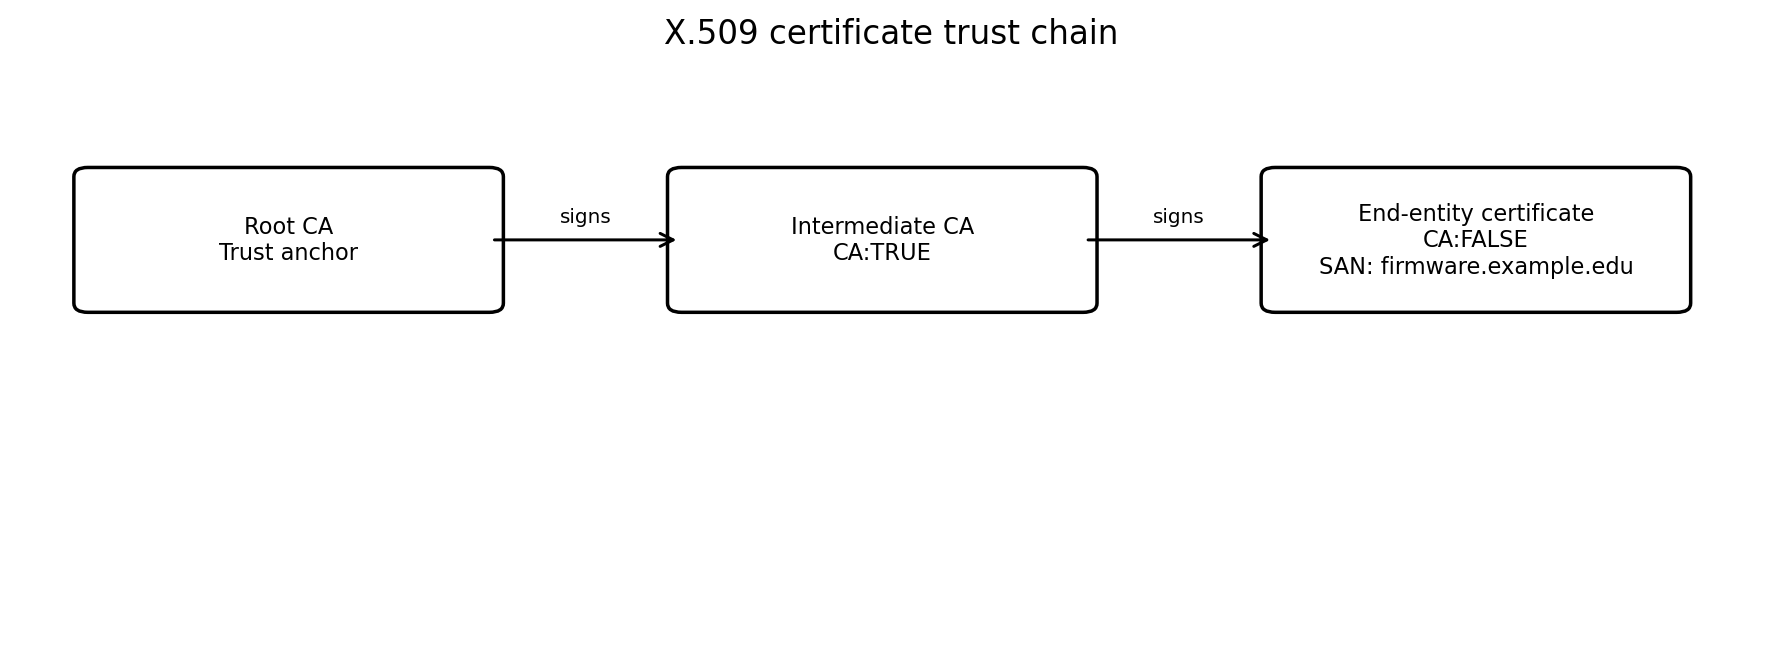 X.509 certificate trust chain
Root CA
Trust anchor
signs
Intermediate CA
CA:TRUE
signs
End-entity certificate
CA:FALSE
SAN: firmware.example.edu